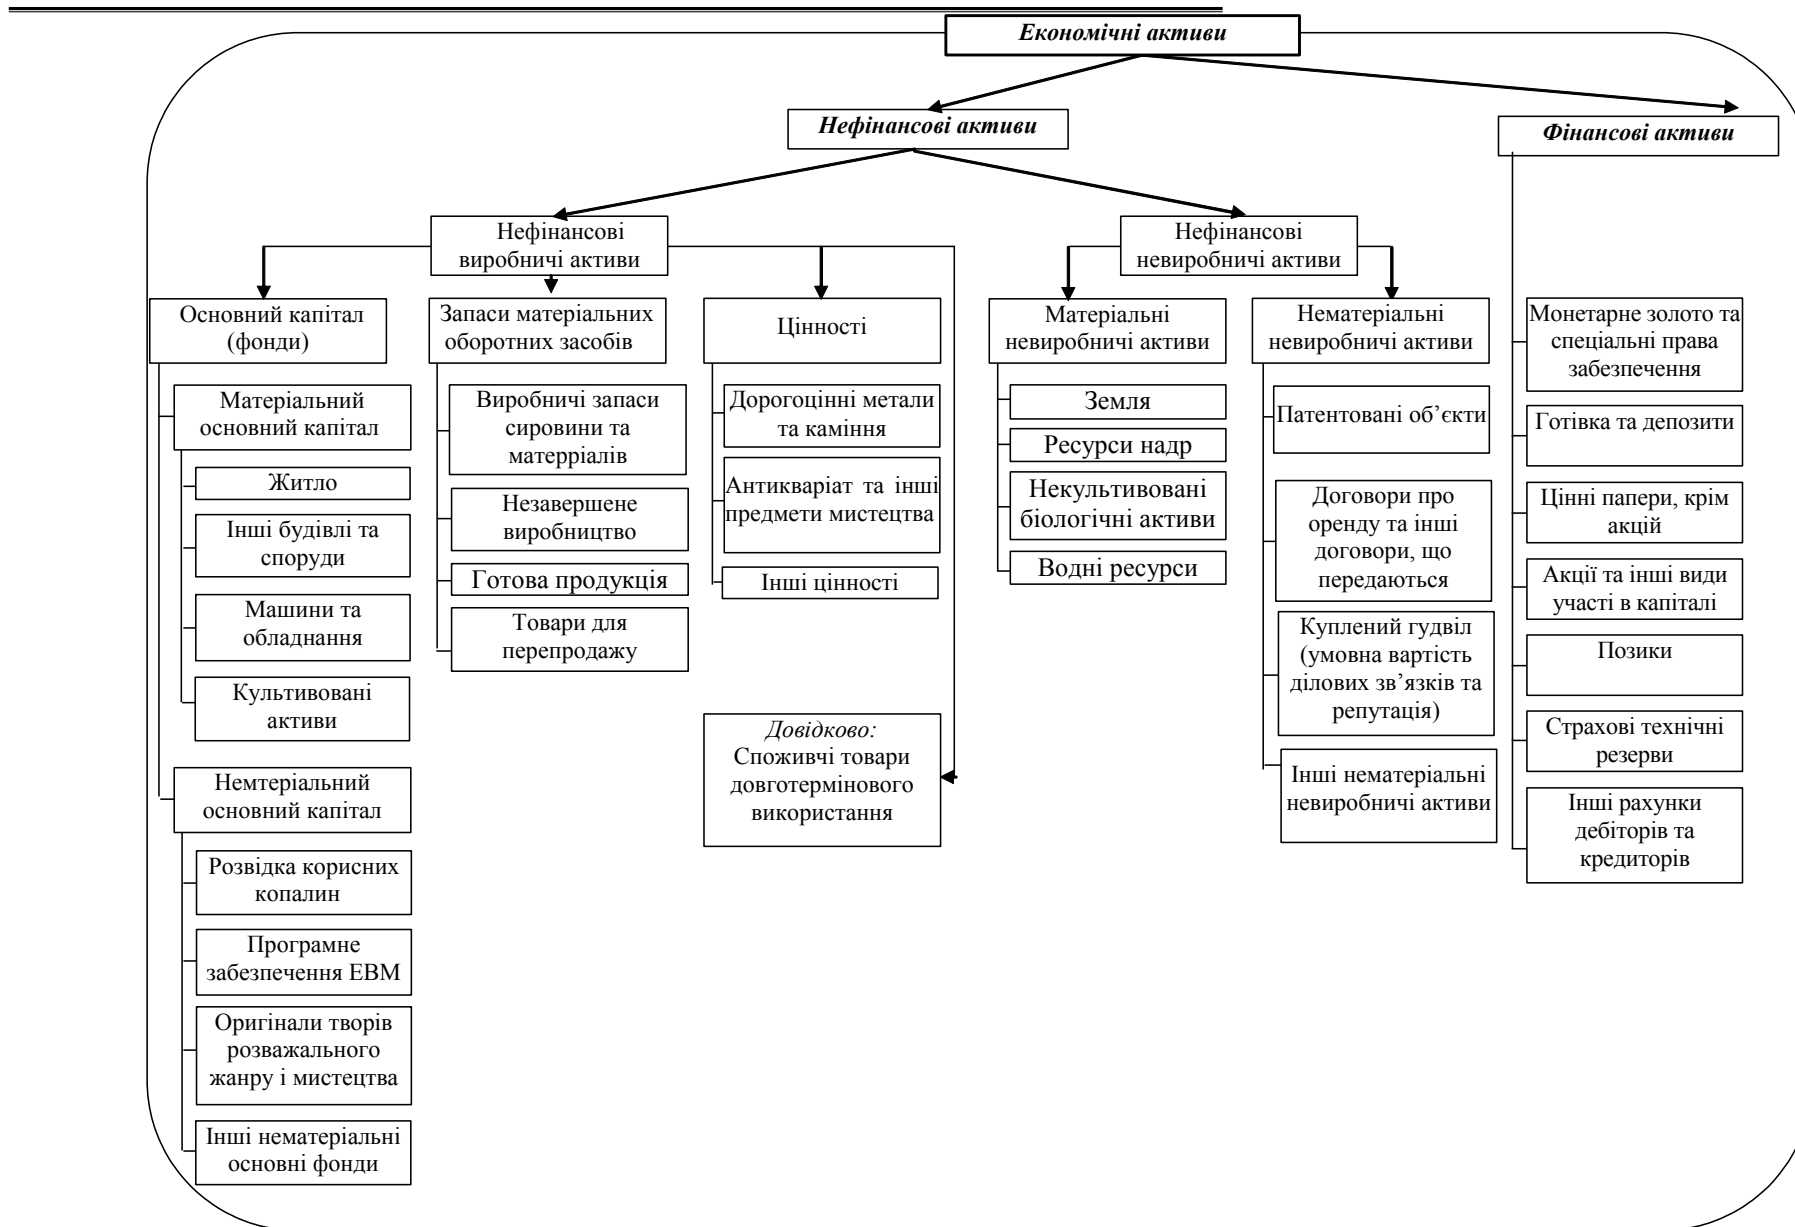 Економічні активи
Нефінансові активи
Фінансові активи
Нефінансові
виробничі активи
Нефінансові
невиробничі активи
Основний капітал
(фонди)
Матеріальний
основний капітал
Житло
Інші будівлі та
споруди
Машини та
обладнання
Культивовані
активи
Немтеріальний
основний капітал
Розвідка корисних
копалин
Програмне
забезпечення ЕВМ
Оригінали творів
розважального
жанру і мистецтва
Інші нематеріальні
основні фонди
Запаси матеріальних
оборотних засобів
Виробничі запаси
сировини та
матерріалів
Незавершене
виробництво
Готова продукція
Товари для
перепродажу
Цінності
Дорогоцінні метали
та каміння
Антикваріат та інші
предмети мистецтва
Інші цінності
Довідково:
Споживчі товари
довготермінового
використання
Матеріальні
невиробничі активи
Земля
Ресурси надр
Некультивовані
біологічні активи
Водні ресурси
Нематеріальні
невиробничі активи
Патентовані об’єкти
Договори про
оренду та інші
договори, що
передаються
Куплений гудвіл
(умовна вартість
ділових зв’язків та
репутація)
Інші нематеріальні
невиробничі активи
Монетарне золото та
спеціальні права
забезпечення
Готівка та депозити
Цінні папери, крім
акцій
Акції та інші види
участі в капіталі
Позики
Страхові технічні
резерви
Інші рахунки
дебіторів та
кредиторів